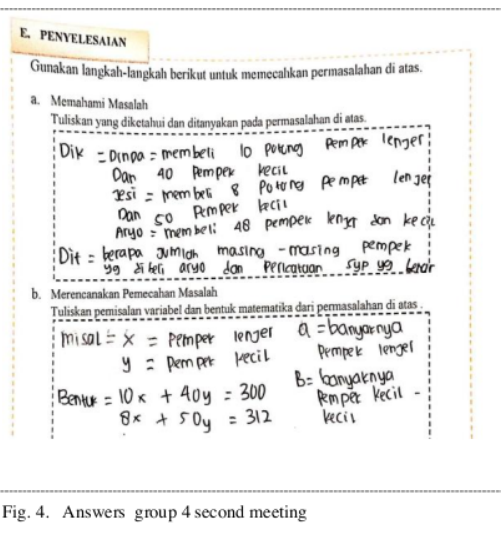 E. PENYELESAIAN
Gunakan langkah-langkah berikut untuk memecahkan permasalahan di atas.
a. Memahami Masalah
Tuliskan yang diketahui dan ditanyakan pada permasalahan di atas.
Dik = Dinda = membeli 10 potong Pempek lenjer
Dan 40 Pempek kecil
Sesi = membeli 8 Potong pempek lenjer
Dan 50 Pempek kecil
Aryo = membeli 48 pempek lenjer dan kecil
Dit = berapa Jumlah masing - masing pempek
yg di beli aryo dan Pernyataan syp yg benar
b. Merencanakan Pemecahan Masalah
Tuliskan pemisalan variabel dan bentuk matematika dari permasalahan di atas .
misal = x = Pempek lenjer a = banyaknya
y = Pempek kecil Pempek lenjer
B = banyaknya
Bentuk = 10x + 40y = 300 Pempek kecil -
8x + 50y = 312 kecil
Fig. 4. Answers group 4 second meeting